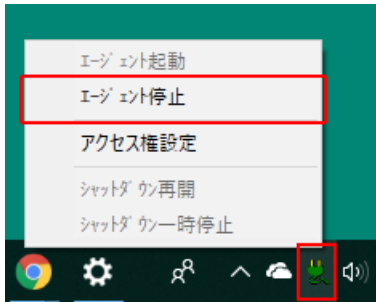 ｴｰｼﾞｪﾝﾄ起動
ｴｰｼﾞｪﾝﾄ停止
アクセス権設定
ｼｬｯﾄﾀﾞｳﾝ再開
ｼｬｯﾄﾀﾞｳﾝ一時停止